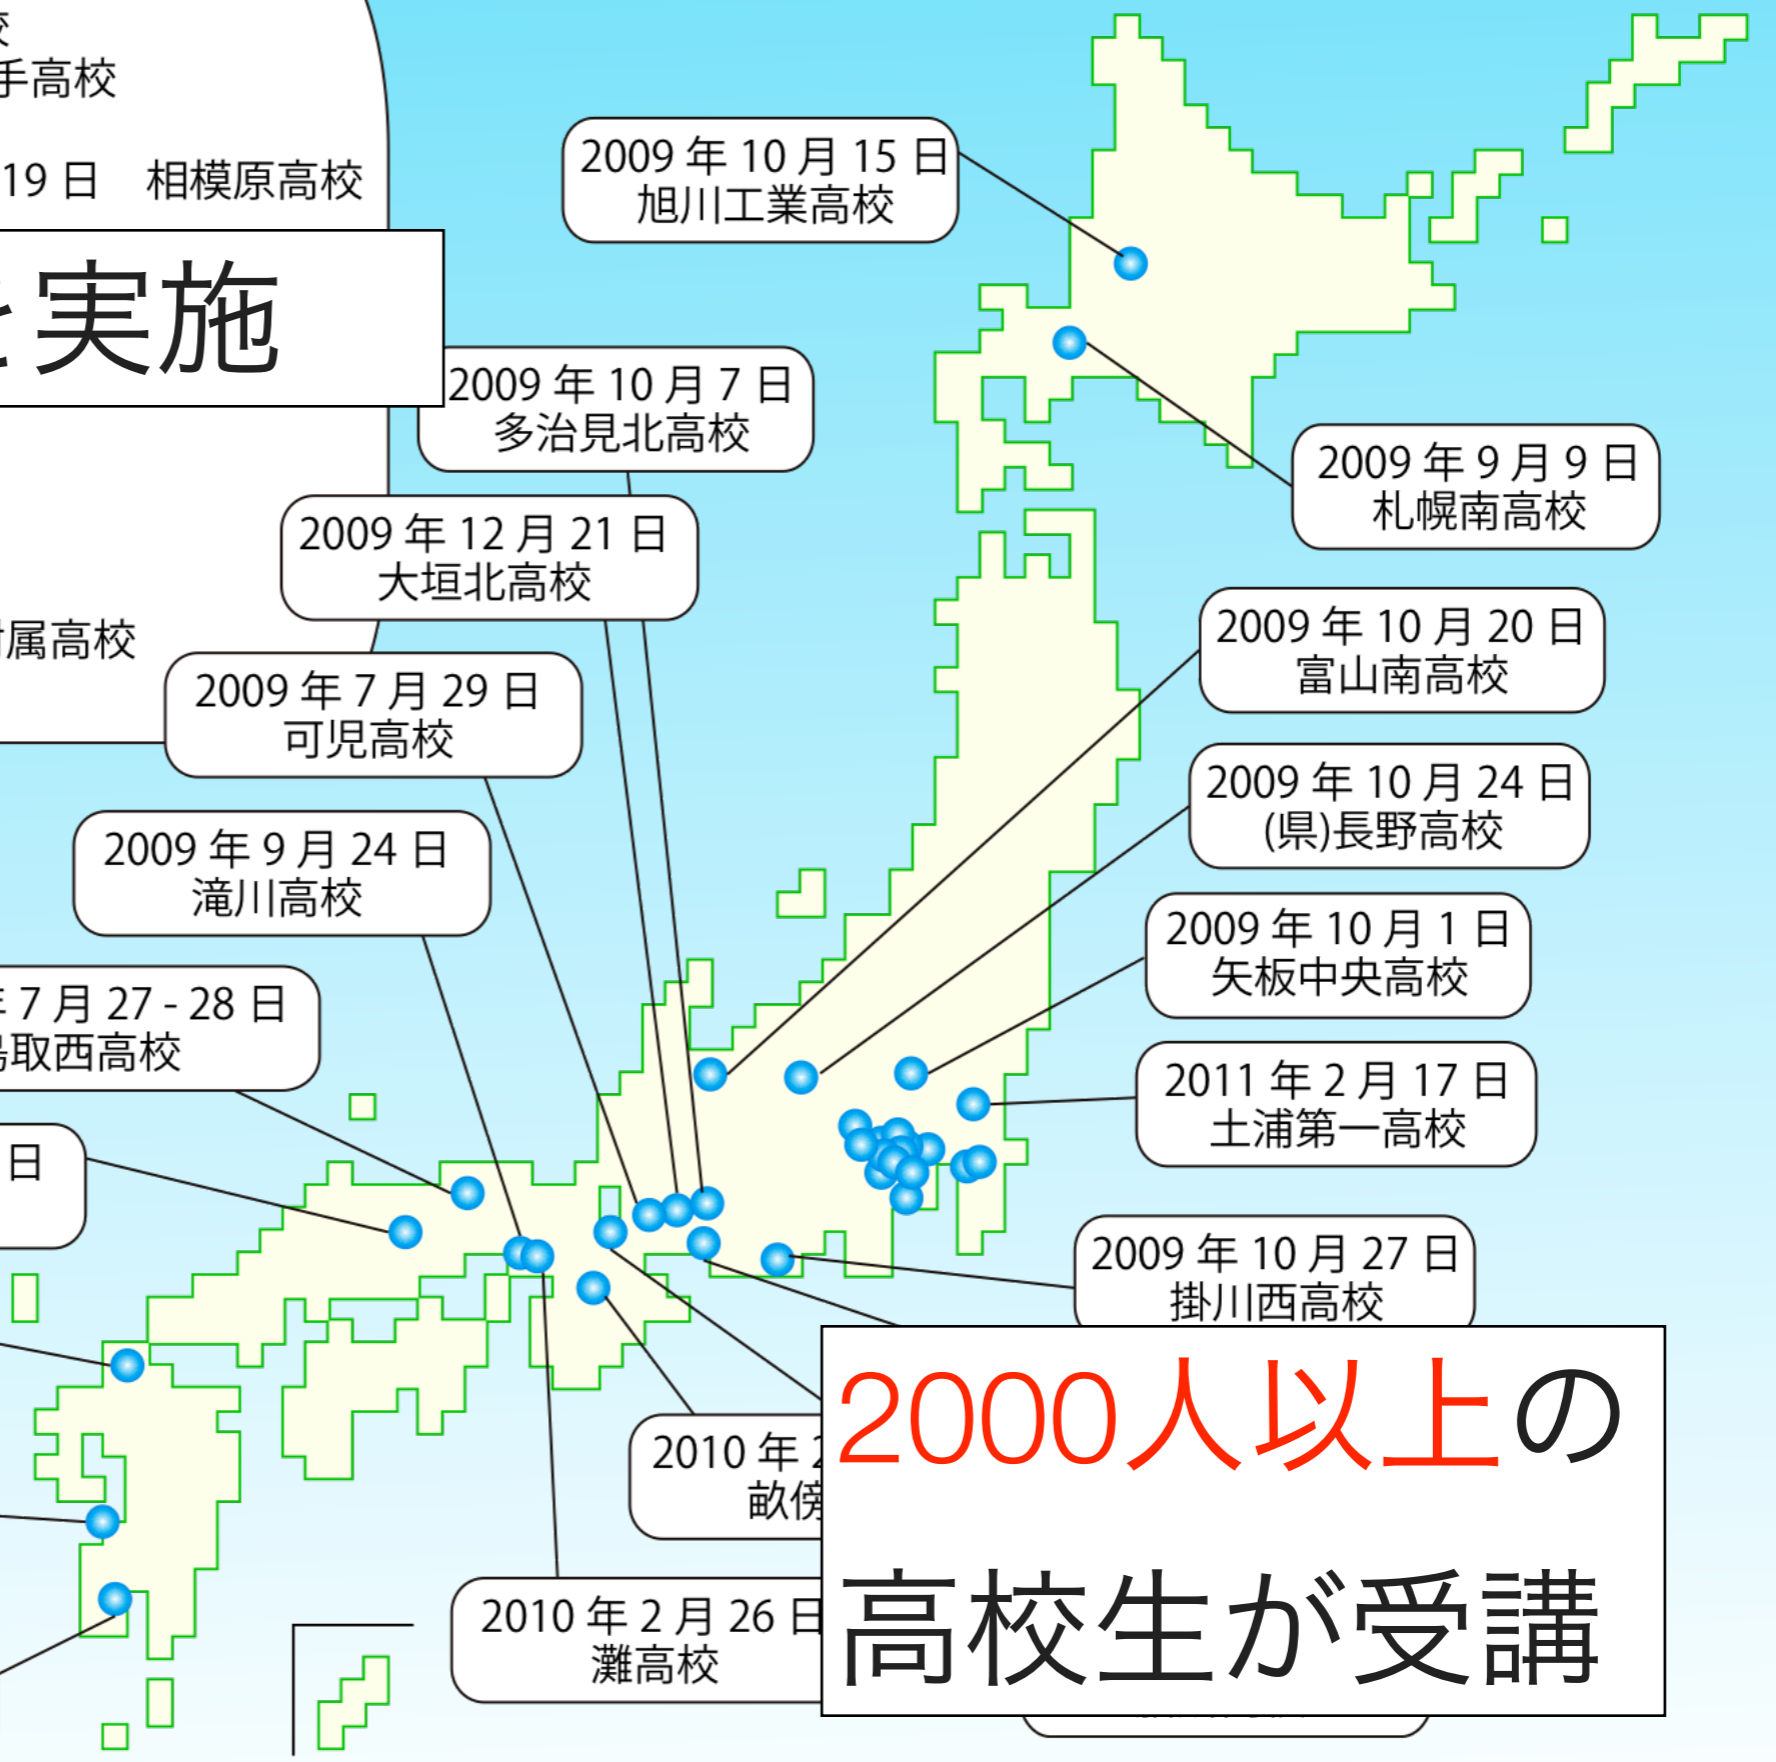 手高校
19 日　相模原高校
を実施
2009 年 10 月 15 日
旭川工業高校
2009 年 10 月 7 日
多治見北高校
2009 年 9 月 9 日
札幌南高校
2009 年 12 月 21 日
大垣北高校
属高校
2009 年 10 月 20 日
富山南高校
2009 年 7 月 29 日
可児高校
2009 年 10 月 24 日
(県)長野高校
2009 年 9 月 24 日
滝川高校
2009 年 10 月 1 日
矢板中央高校
7 月 27 - 28 日
鳥取西高校
2011 年 2 月 17 日
土浦第一高校
日
2009 年 10 月 27 日
掛川西高校
2010 年 2
畝傍
2010 年 2 月 26 日
灘高校
2000人以上の
高校生が受講